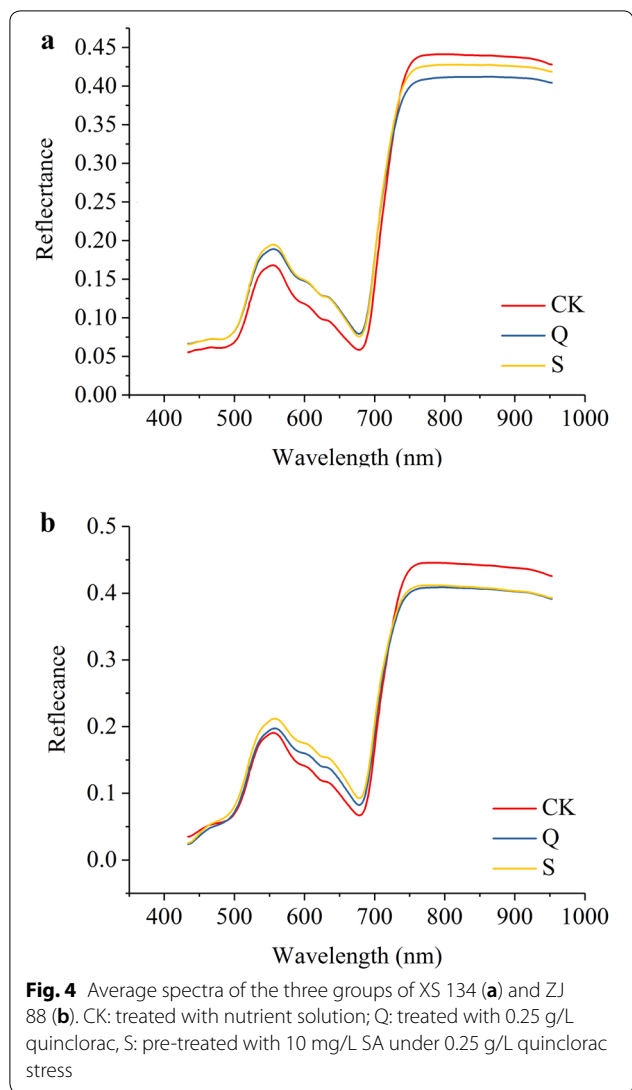 a
0.45
0.40
0.35
0.30
0.25
0.20
0.15
0.10
0.05
0.00
Reflecrtance
CK
Q
S
400 500 600 700 800 900 1000
Wavelength (nm)
b
0.5
0.4
0.3
0.2
0.1
0.0
Reflecance
CK
Q
S
400 500 600 700 800 900 1000
Wavelength (nm)
Fig. 4 Average spectra of the three groups of XS 134 (a) and ZJ
88 (b). CK: treated with nutrient solution; Q: treated with 0.25 g/L
quinclorac, S: pre-treated with 10 mg/L SA under 0.25 g/L quinclorac
stress